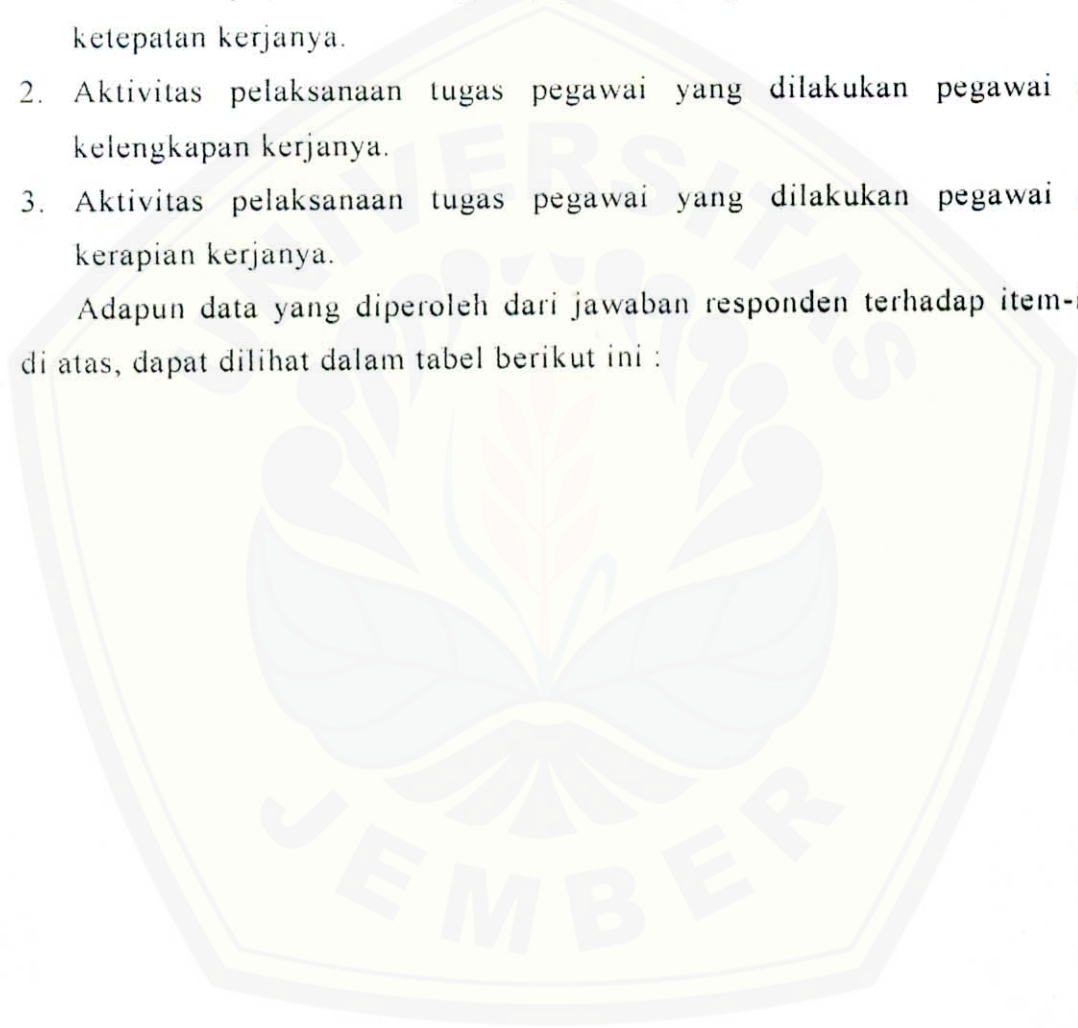 ketepatan kerjanya.
2. Aktivitas pelaksanaan tugas pegawai yang dilakukan pegawai
kelengkapan kerjanya.
3. Aktivitas pelaksanaan tugas pegawai yang dilakukan pegawai
kerapian kerjanya.
Adapun data yang diperoleh dari jawaban responden terhadap item-
di atas, dapat dilihat dalam tabel berikut ini :
UNIVERSITAS
JEMBER